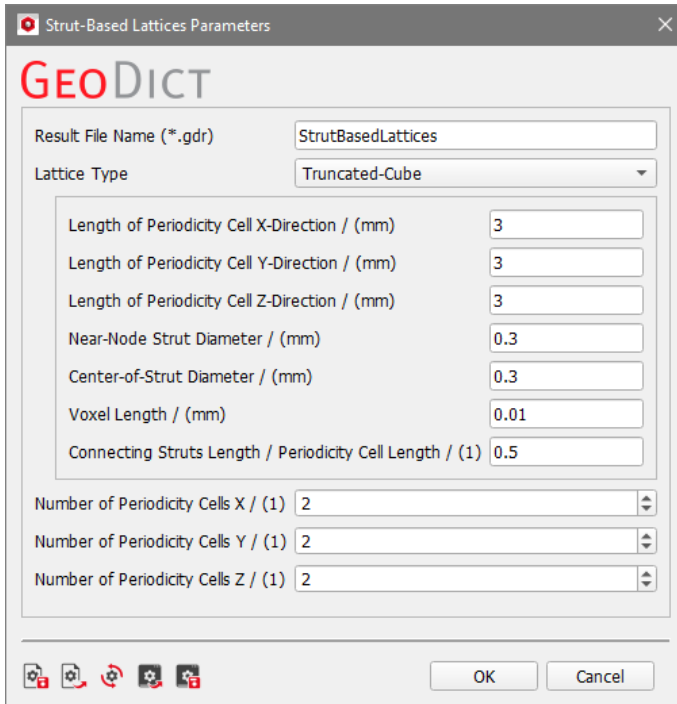 Strut-Based Lattices Parameters
GEODICT
Result File Name (*.gdr) StrutBasedLattices
Lattice Type Truncated-Cube
Length of Periodicity Cell X-Direction / (mm) 3
Length of Periodicity Cell Y-Direction / (mm) 3
Length of Periodicity Cell Z-Direction / (mm) 3
Near-Node Strut Diameter / (mm) 0.3
Center-of-Strut Diameter / (mm) 0.3
Voxel Length / (mm) 0.01
Connecting Struts Length / Periodicity Cell Length / (1) 0.5
Number of Periodicity Cells X / (1) 2
Number of Periodicity Cells Y / (1) 2
Number of Periodicity Cells Z / (1) 2
OK Cancel